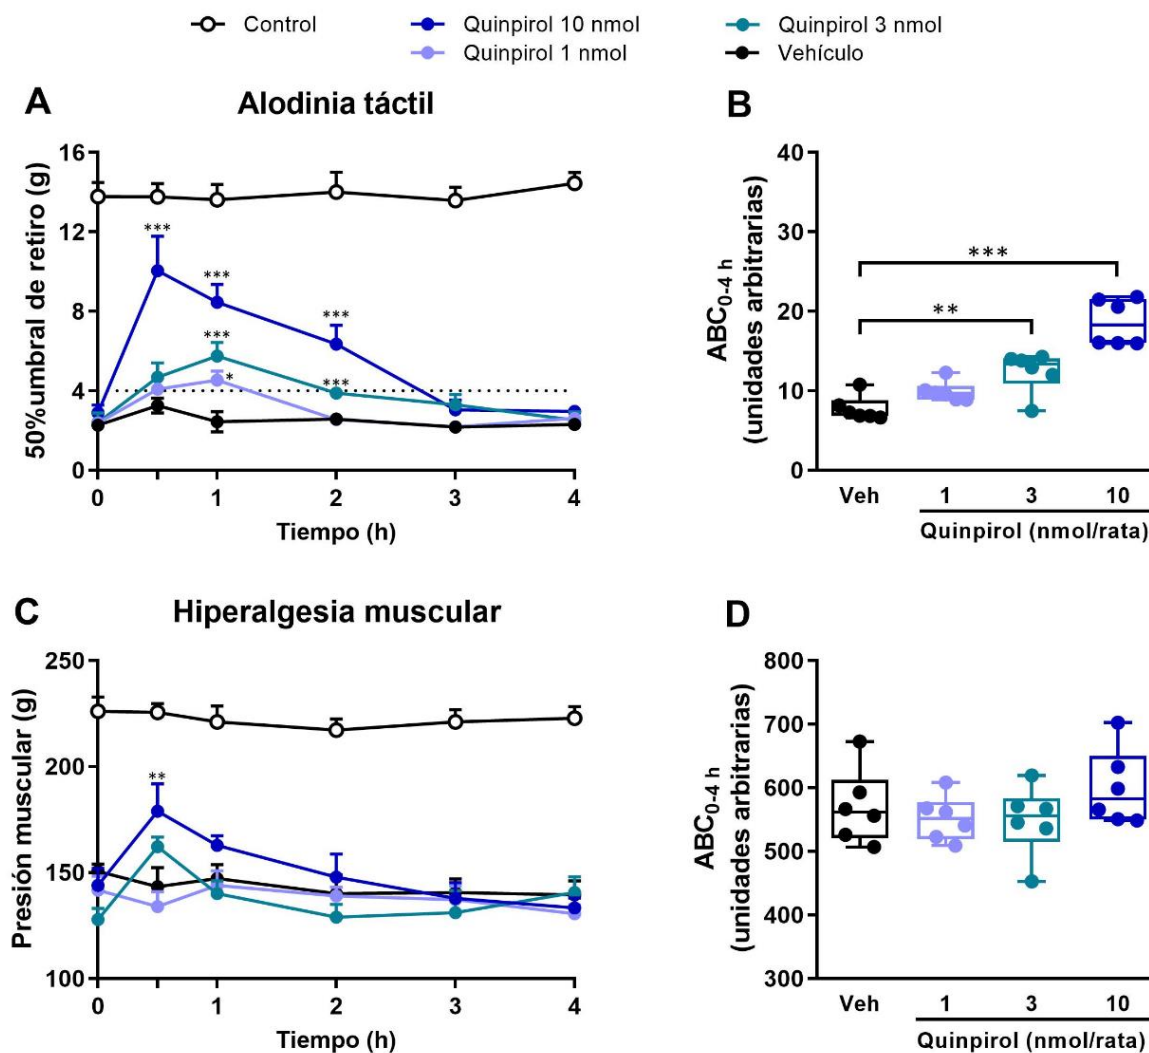 Control
Quinpirol 10 nmol
Quinpirol 3 nmol
Quinpirol 1 nmol
Vehículo
A
Alodinia táctil
50%umbral de retiro (g)
16
12
8
4
0
***
***
***
***
***
*
0
1
2
3
4
Tiempo (h)
B
ABC0-4 h
(unidades arbitrarias)
40
30
20
10
0
***
**
Veh
1
3
10
Quinpirol (nmol/rata)
C
Hiperalgesia muscular
Presión muscular (g)
250
200
150
100
**
0
1
2
3
4
Tiempo (h)
D
ABC0-4 h
(unidades arbitrarias)
800
700
600
500
400
300
Veh
1
3
10
Quinpirol (nmol/rata)